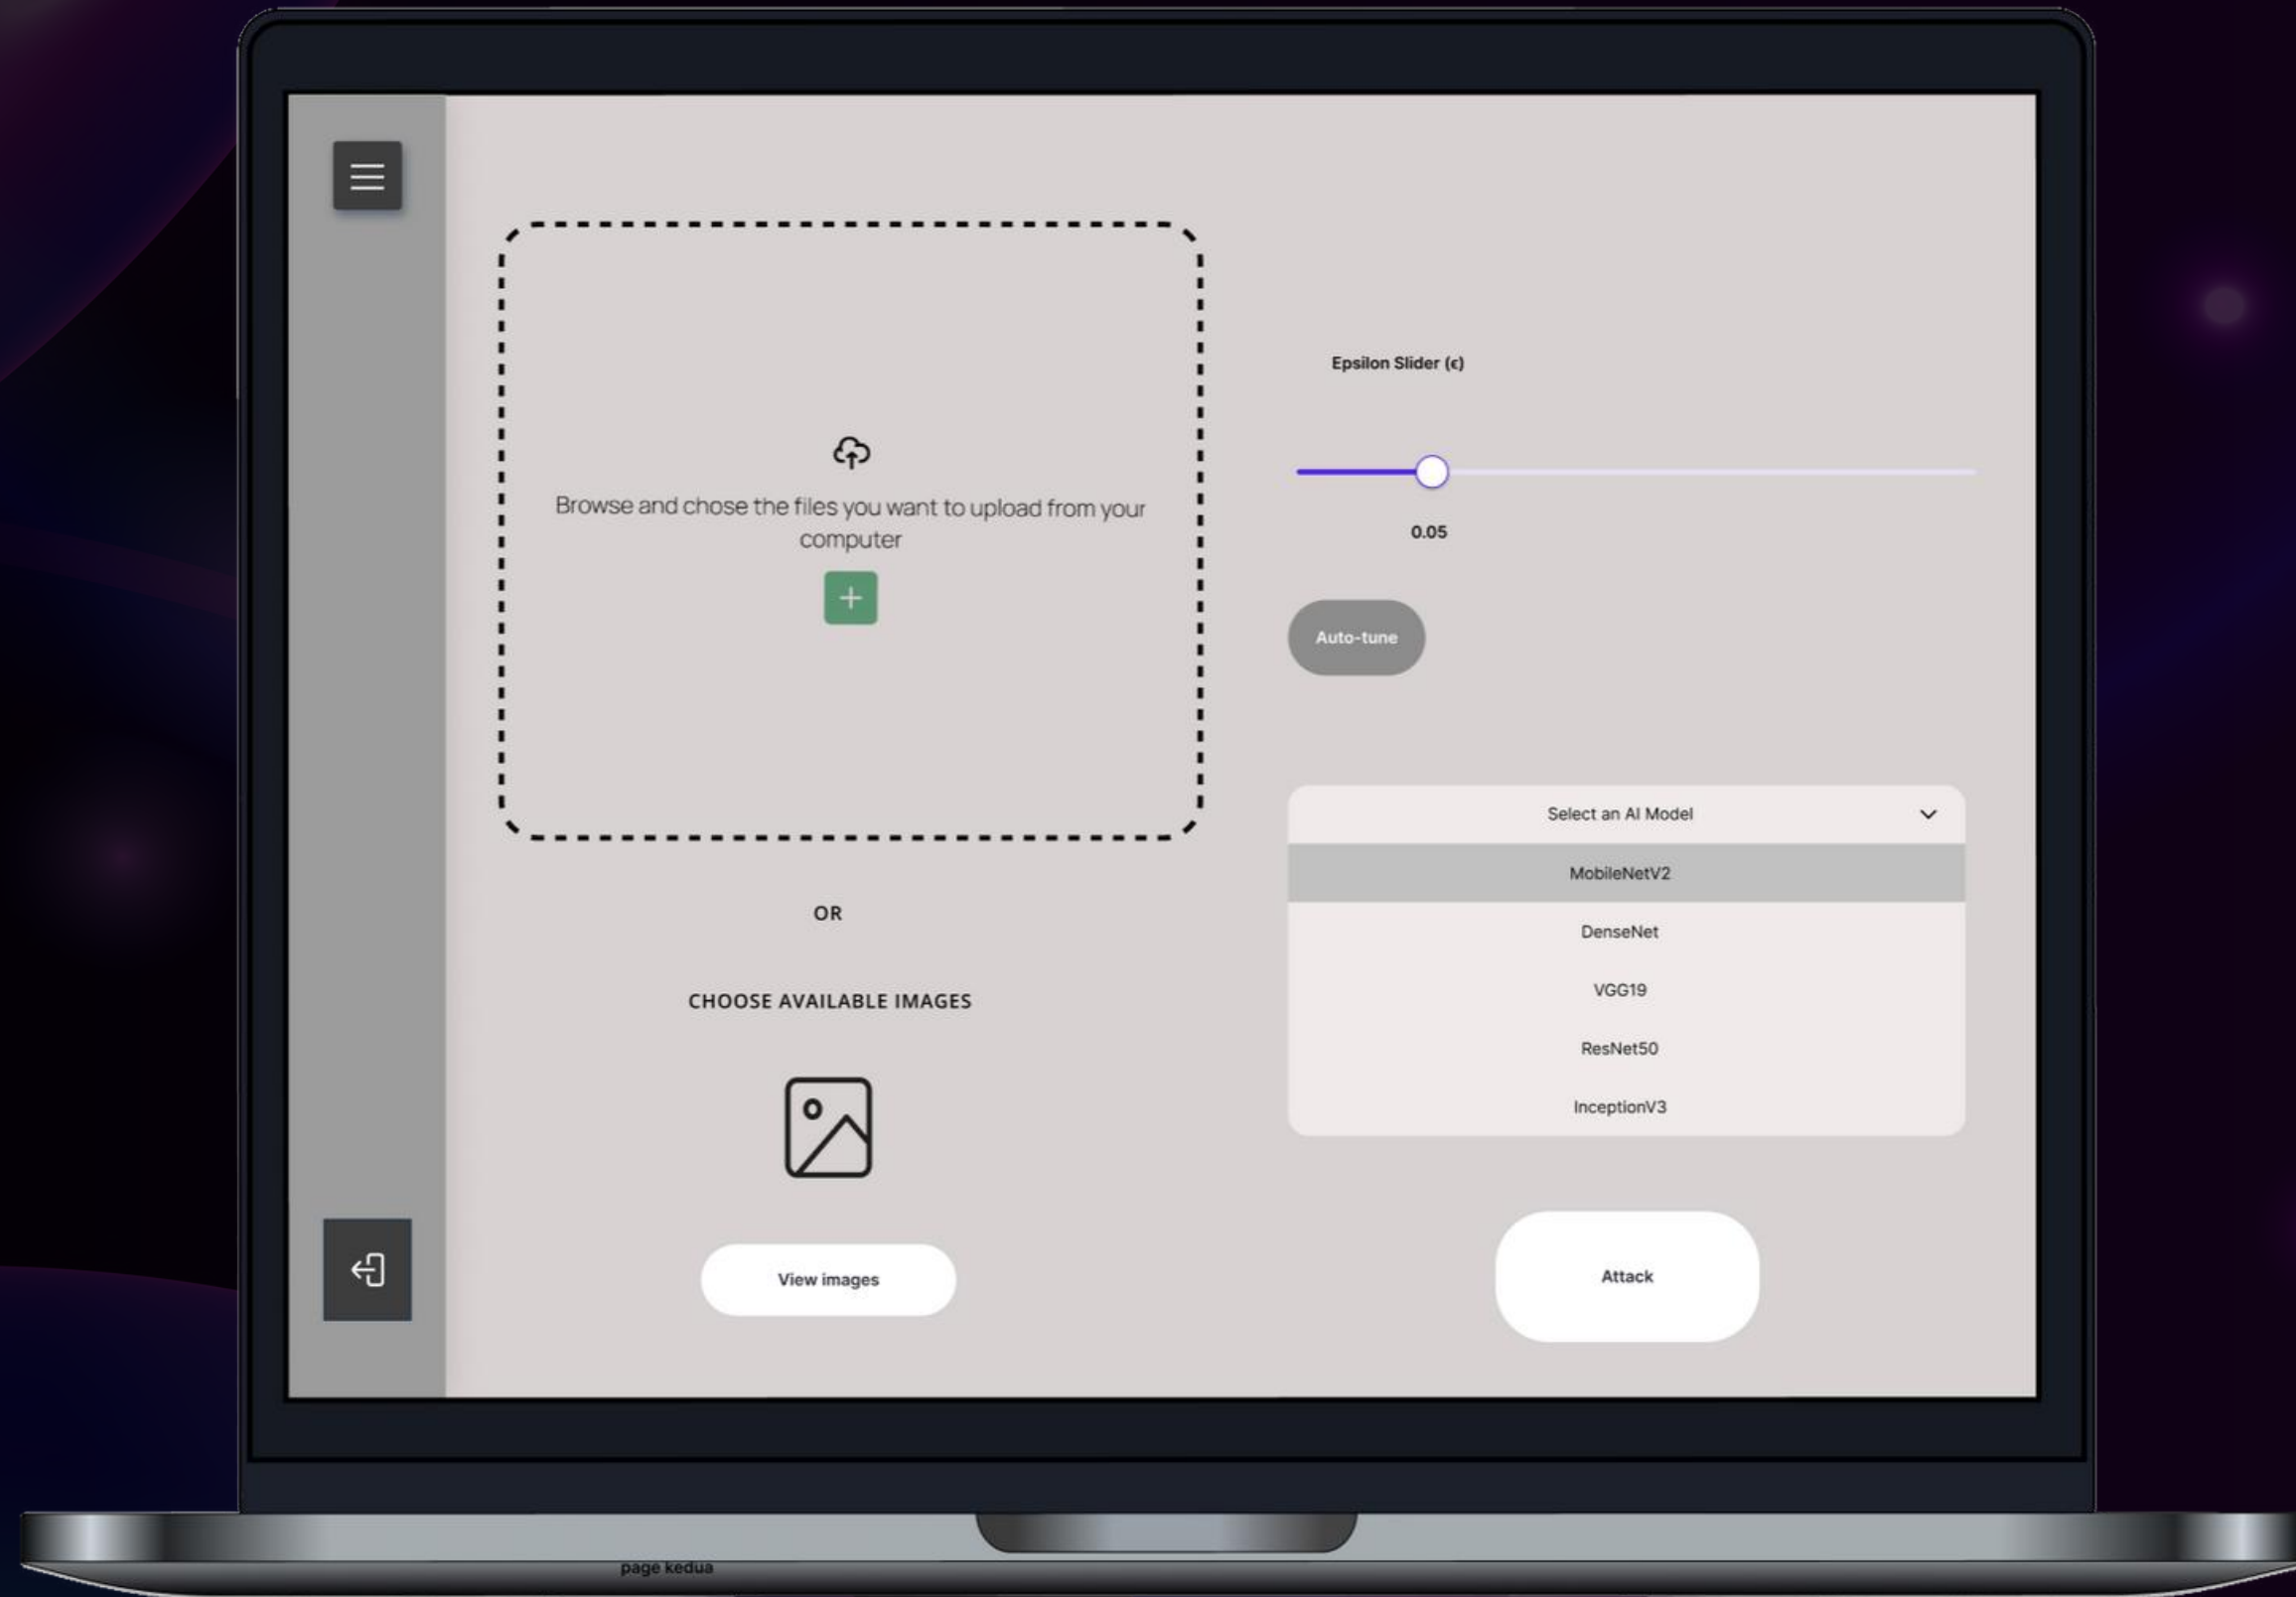 Browse and chose the files you want to upload from your
computer
OR
CHOOSE AVAILABLE IMAGES
View images
Epsilon Slider (ϵ)
0.05
Auto-tune
Select an AI Model
MobileNetV2
DenseNet
VGG19
ResNet50
InceptionV3
Attack
page kedua